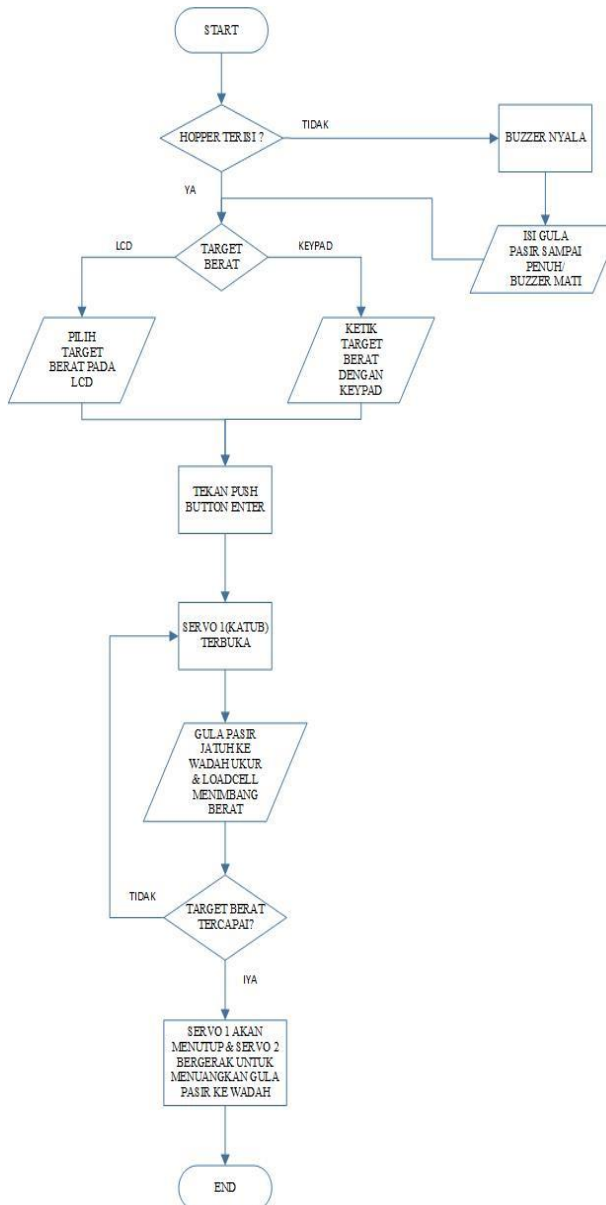 START
HOPPER TERISI ?
TIDAK
BUZZER NYALA
YA
ISI GULA
PASIR SAMPAI
PENUH/
BUZZER MATI
TARGET
BERAT
LCD
KEYPAD
PILIH
TARGET
BERAT PADA
LCD
KETIK
TARGET
BERAT
DENGAN
KEYPAD
TEKAN PUSH
BUTTON ENTER
SERVO 1(KATUB)
TERBUKA
GULA PASIR
JATUH KE
WADAH UKUR
& LOADCELL
MENIMBANG
BERAT
TARGET BERAT
TERCAPAI?
TIDAK
IYA
SERVO 1 AKAN
MENUTUP & SERVO 2
BERGERAK UNTUK
MENUANGKAN GULA
PASIR KE WADAH
END